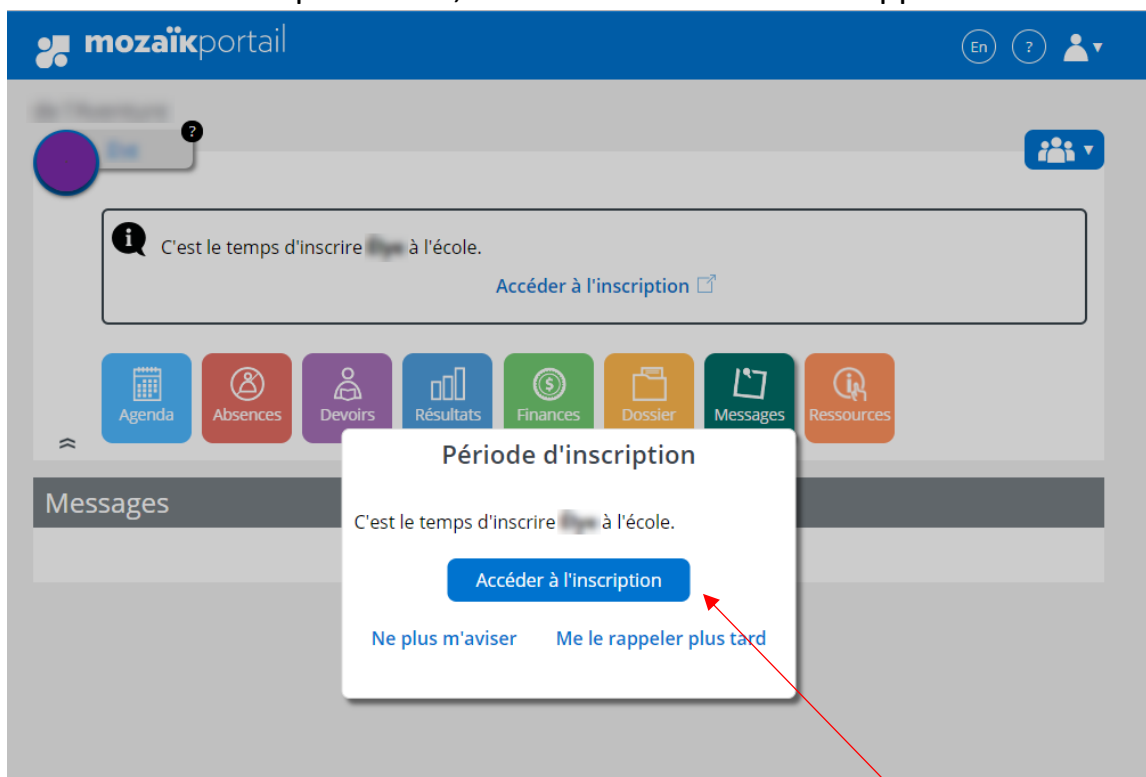 mozaïkportail
En
?
?
C'est le temps d'inscrire à l'école.
Accéder à l'inscription
Agenda
Absences
Devoirs
Résultats
Finances
Dossier
Messages
Ressources
Messages
Période d'inscription
C'est le temps d'inscrire à l'école.
Accéder à l'inscription
Ne plus m'aviser Me le rappeler plus tard